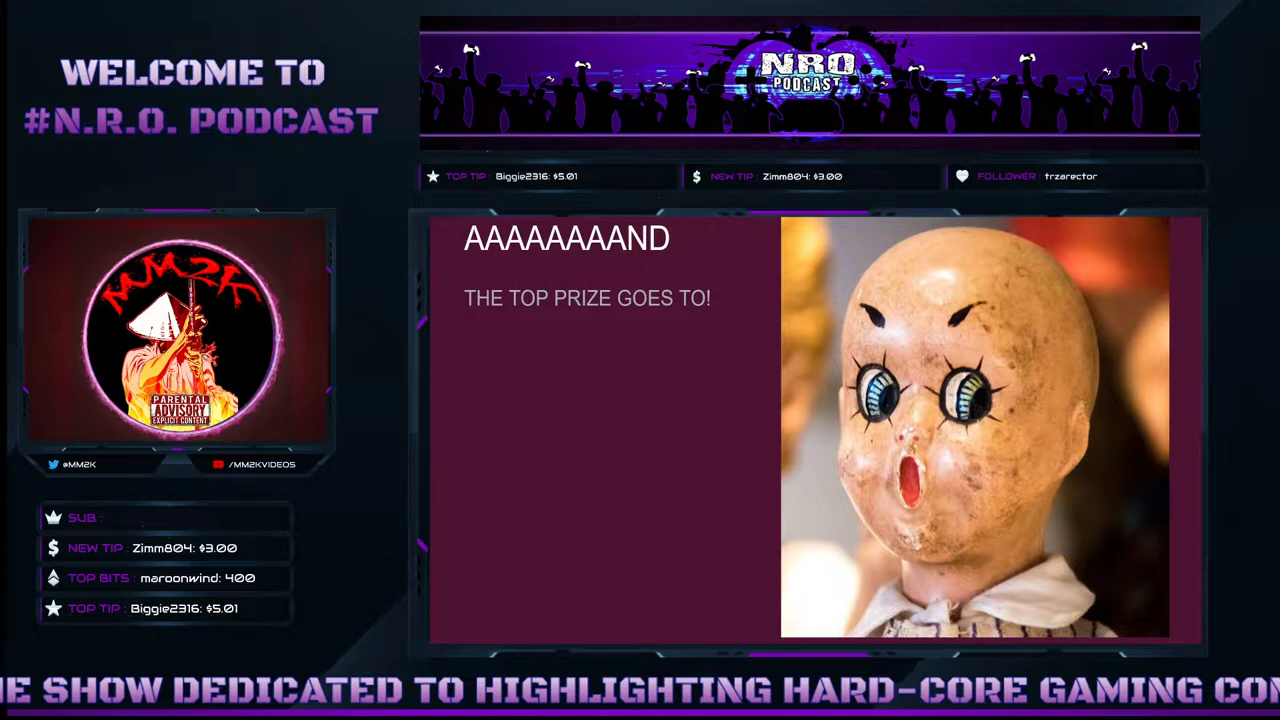 WELCOME TO
#N.R.O. PODCAST
NRO
PODCAST
TOP TIP : Biggie2316: $5.01
NEW TIP : Zimm804: $3.00
FOLLOWER : trzarector
MM2K
PARENTAL
ADVISORY
EXPLICIT CONTENT
@MM2K
/MM2KVIDEOS
AAAAAAAAND
THE TOP PRIZE GOES TO!
SUB :
NEW TIP : Zimm804: $3.00
TOP BITS : maroonwind: 400
TOP TIP : Biggie2316: $5.01
E SHOW DEDICATED TO HIGHLIGHTING HARD-CORE GAMING CON